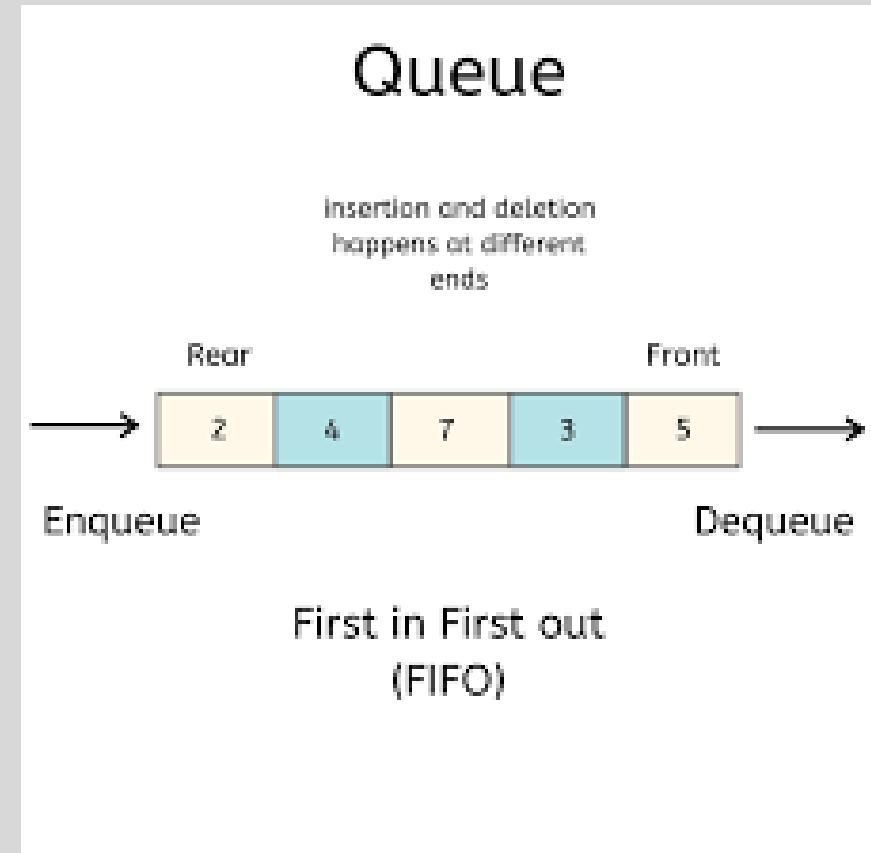 Queue
insertion and deletion
happens at different
ends
Rear Front
2 4 7 3 5
Enqueue Dequeue
First in First out
(FIFO)